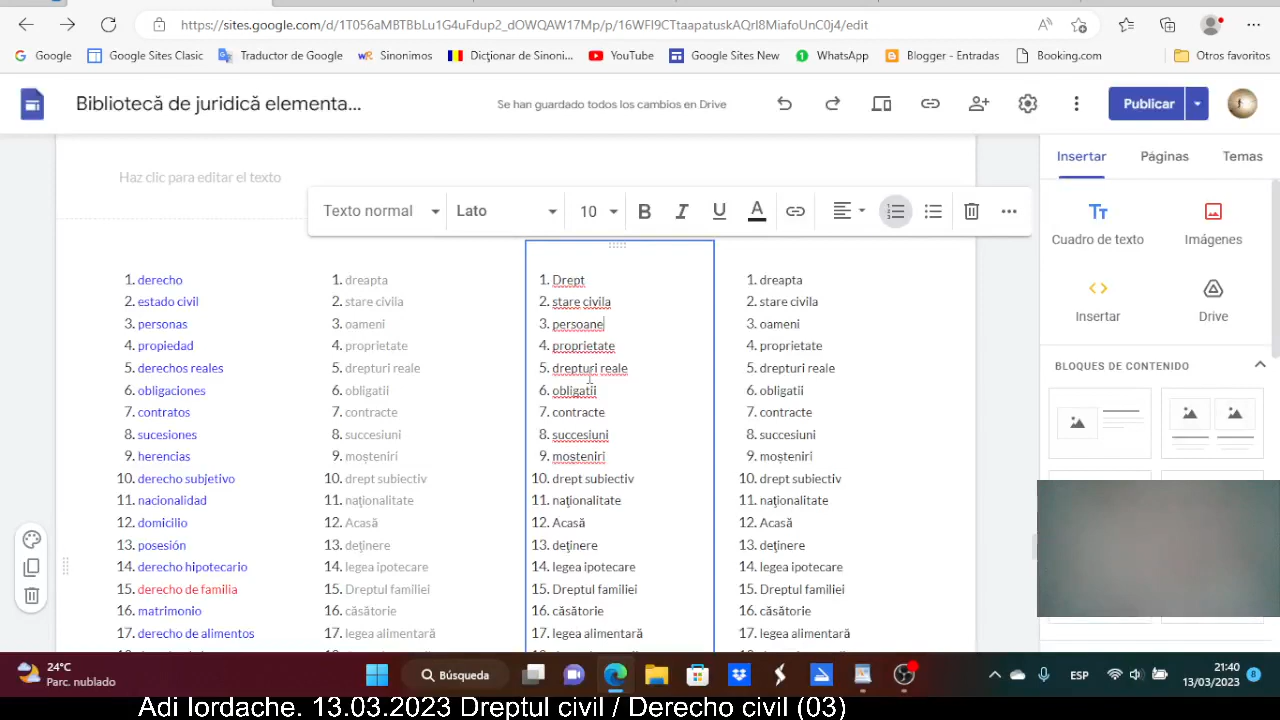 https://sites.google.com/d/1T056aMBTBbLu1G4uFdup2_dOWQAW17Mp/p/16WFI9CTtaapatuskAQrI8MiafoUnC0j4/edit
Google
Google Sites Clasic
Traductor de Google
Sinonimos
Dicționar de Sinoni...
YouTube
Google Sites New
WhatsApp
Blogger - Entradas
Booking.com
Otros favoritos
Bibliotecă de juridică elementa...
Se han guardado todos los cambios en Drive
Publicar
Haz clic para editar el texto
Insertar
Páginas
Temas
Texto normal
Lato
10
Cuadro de texto
Imágenes
Insertar
Drive
BLOQUES DE CONTENIDO
1. derecho
2. estado civil
3. personas
4. propiedad
5. derechos reales
6. obligaciones
7. contratos
8. sucesiones
9. herencias
10. derecho subjetivo
11. nacionalidad
12. domicilio
13. posesión
14. derecho hipotecario
15. derecho de familia
16. matrimonio
17. derecho de alimentos
1. dreapta
2. stare civila
3. oameni
4. proprietate
5. drepturi reale
6. obligatii
7. contracte
8. succesiuni
9. moșteniri
10. drept subiectiv
11. naţionalitate
12. Acasă
13. deţinere
14. legea ipotecare
15. Dreptul familiei
16. căsătorie
17. legea alimentară
1. Drept
2. stare civila
3. persoane
4. proprietate
5. drepturi reale
6. obligatii
7. contracte
8. succesiuni
9. mosteniri
10. drept subiectiv
11. naţionalitate
12. Acasă
13. deţinere
14. legea ipotecare
15. Dreptul familiei
16. căsătorie
17. legea alimentară
1. dreapta
2. stare civila
3. oameni
4. proprietate
5. drepturi reale
6. obligatii
7. contracte
8. succesiuni
9. moșteniri
10. drept subiectiv
11. naţionalitate
12. Acasă
13. deţinere
14. legea ipotecare
15. Dreptul familiei
16. căsătorie
17. legea alimentară
24°C
Parc. nublado
Búsqueda
ESP
21:40
13/03/2023
8
Adi Iordache. 13.03.2023 Dreptul civil / Derecho civil (03)